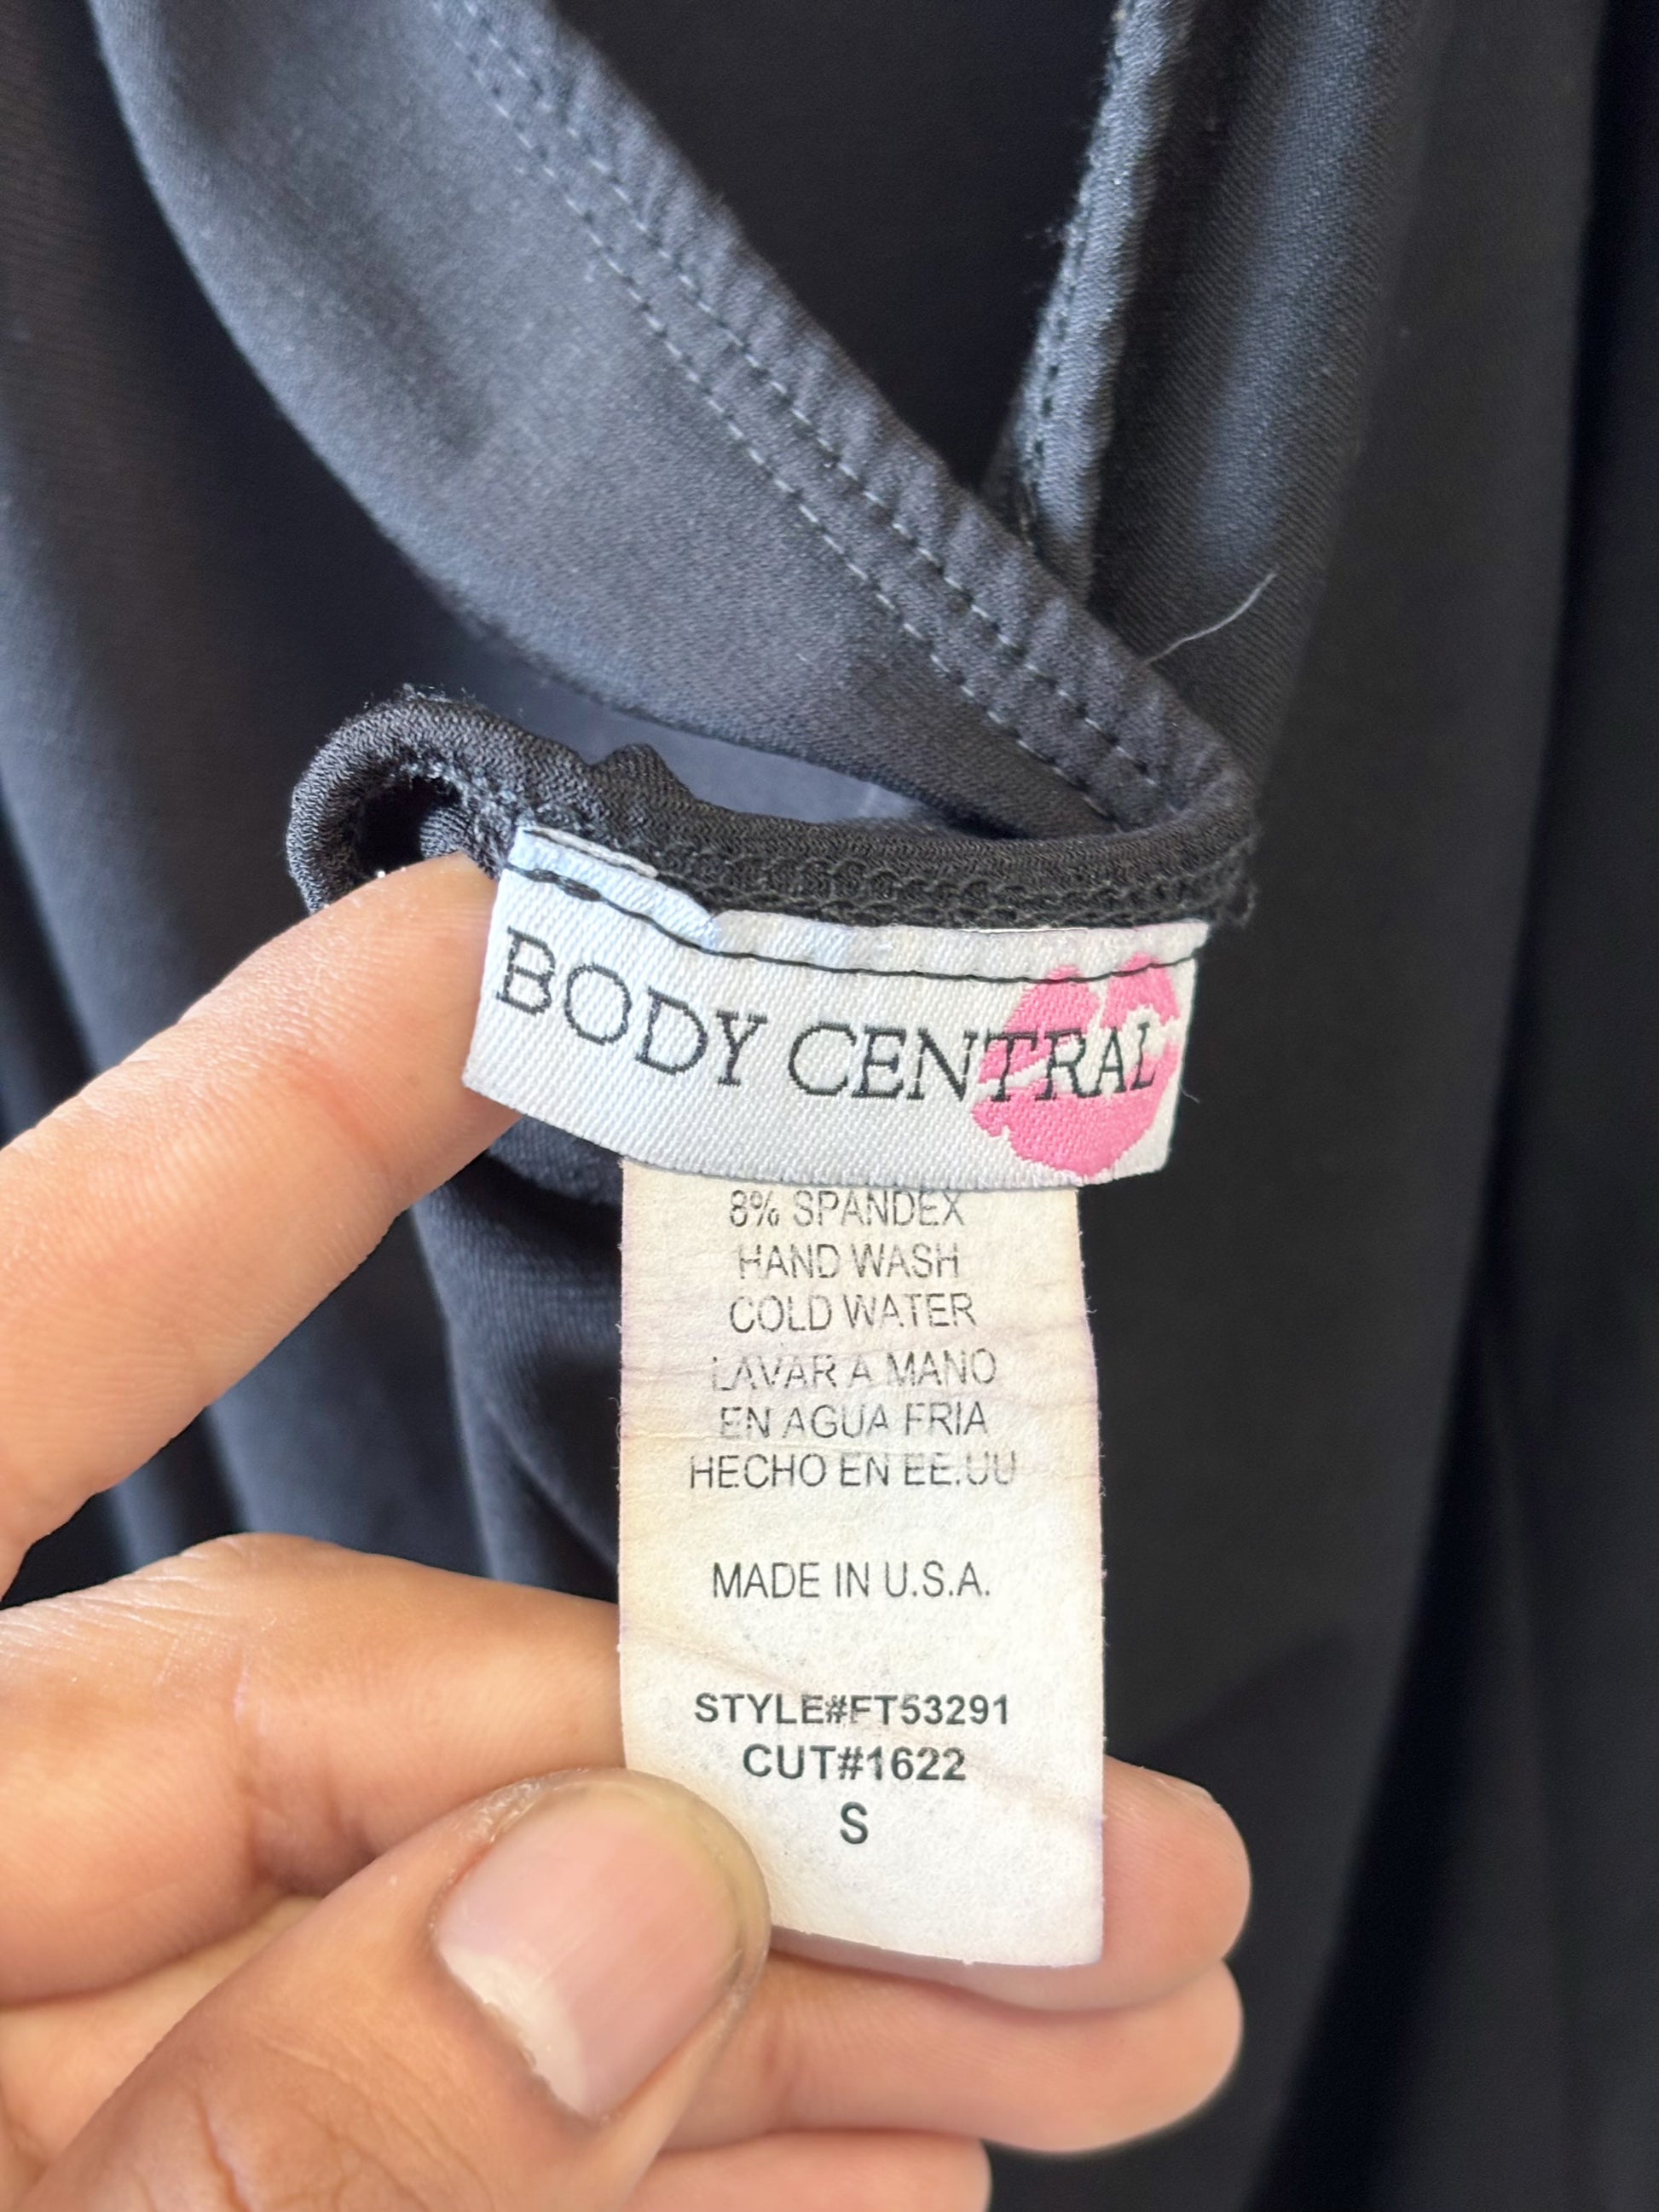 BODY CENTRAL
8% SPANDEX
HAND WASH
COLD WATER
LAVAR A MANO
EN AGUA FRIA
HECHO EN EE.UU
MADE IN U.S.A.
STYLE#FT53291
CUT#1622
S